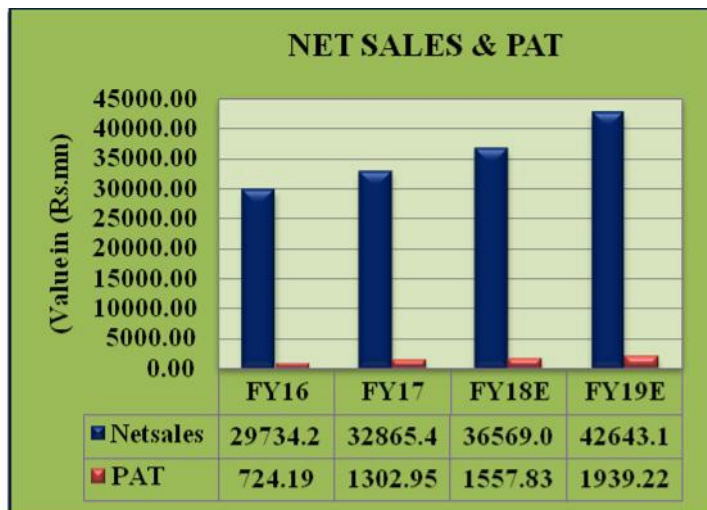 NET SALES & PAT
(Value in (Rs.mn)
45000.00
40000.00
35000.00
30000.00
25000.00
20000.00
15000.00
10000.00
5000.00
0.00
FY16 FY17 FY18E FY19E
Netsales 29734.2 32865.4 36569.0 42643.1
PAT 724.19 1302.95 1557.83 1939.22